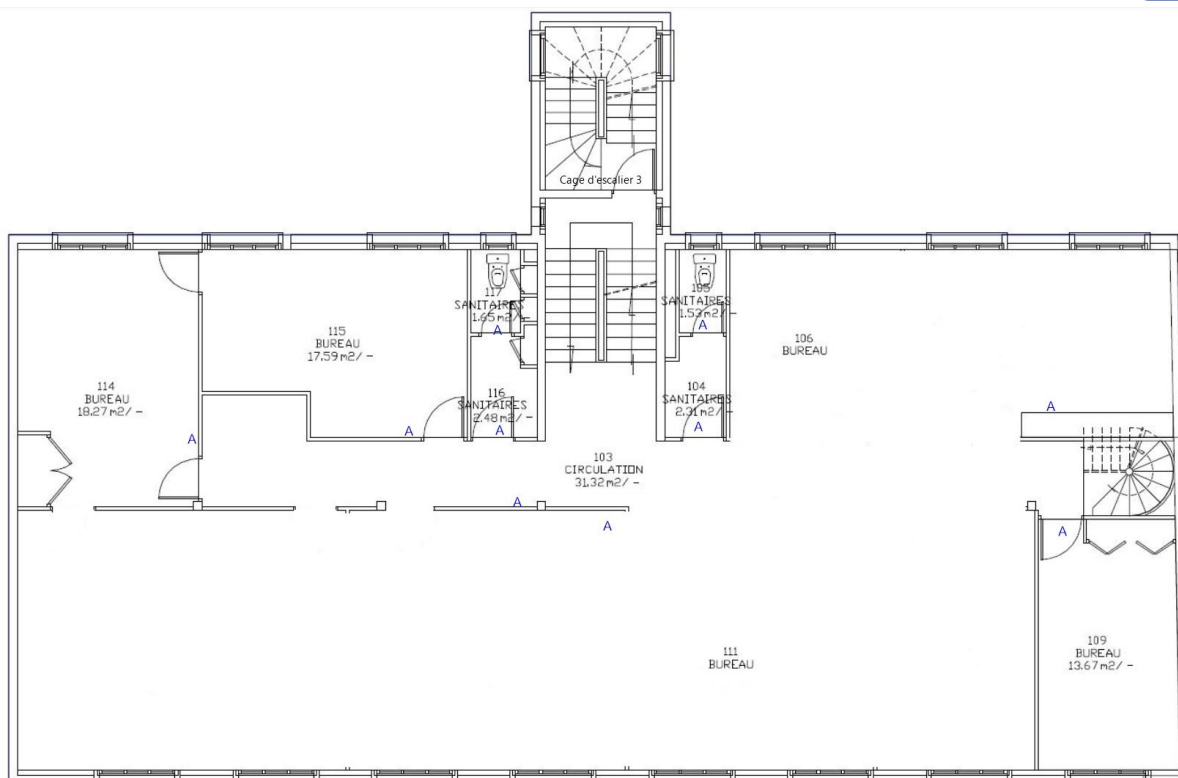 Cage d'escalier 3
117
SANITAIRES
1.65 m2/ -
A
105
SANITAIRES
1.53 m2/ -
A
115
BUREAU
17.59 m2/ -
106
BUREAU
114
BUREAU
18.27 m2/ -
116
SANITAIRES
2.48 m2/ -
104
SANITAIRES
2.31 m2/ -
A
A
A
A
A
103
CIRCULATION
31.32 m2/ -
A
A
A
111
BUREAU
109
BUREAU
13.67 m2/ -